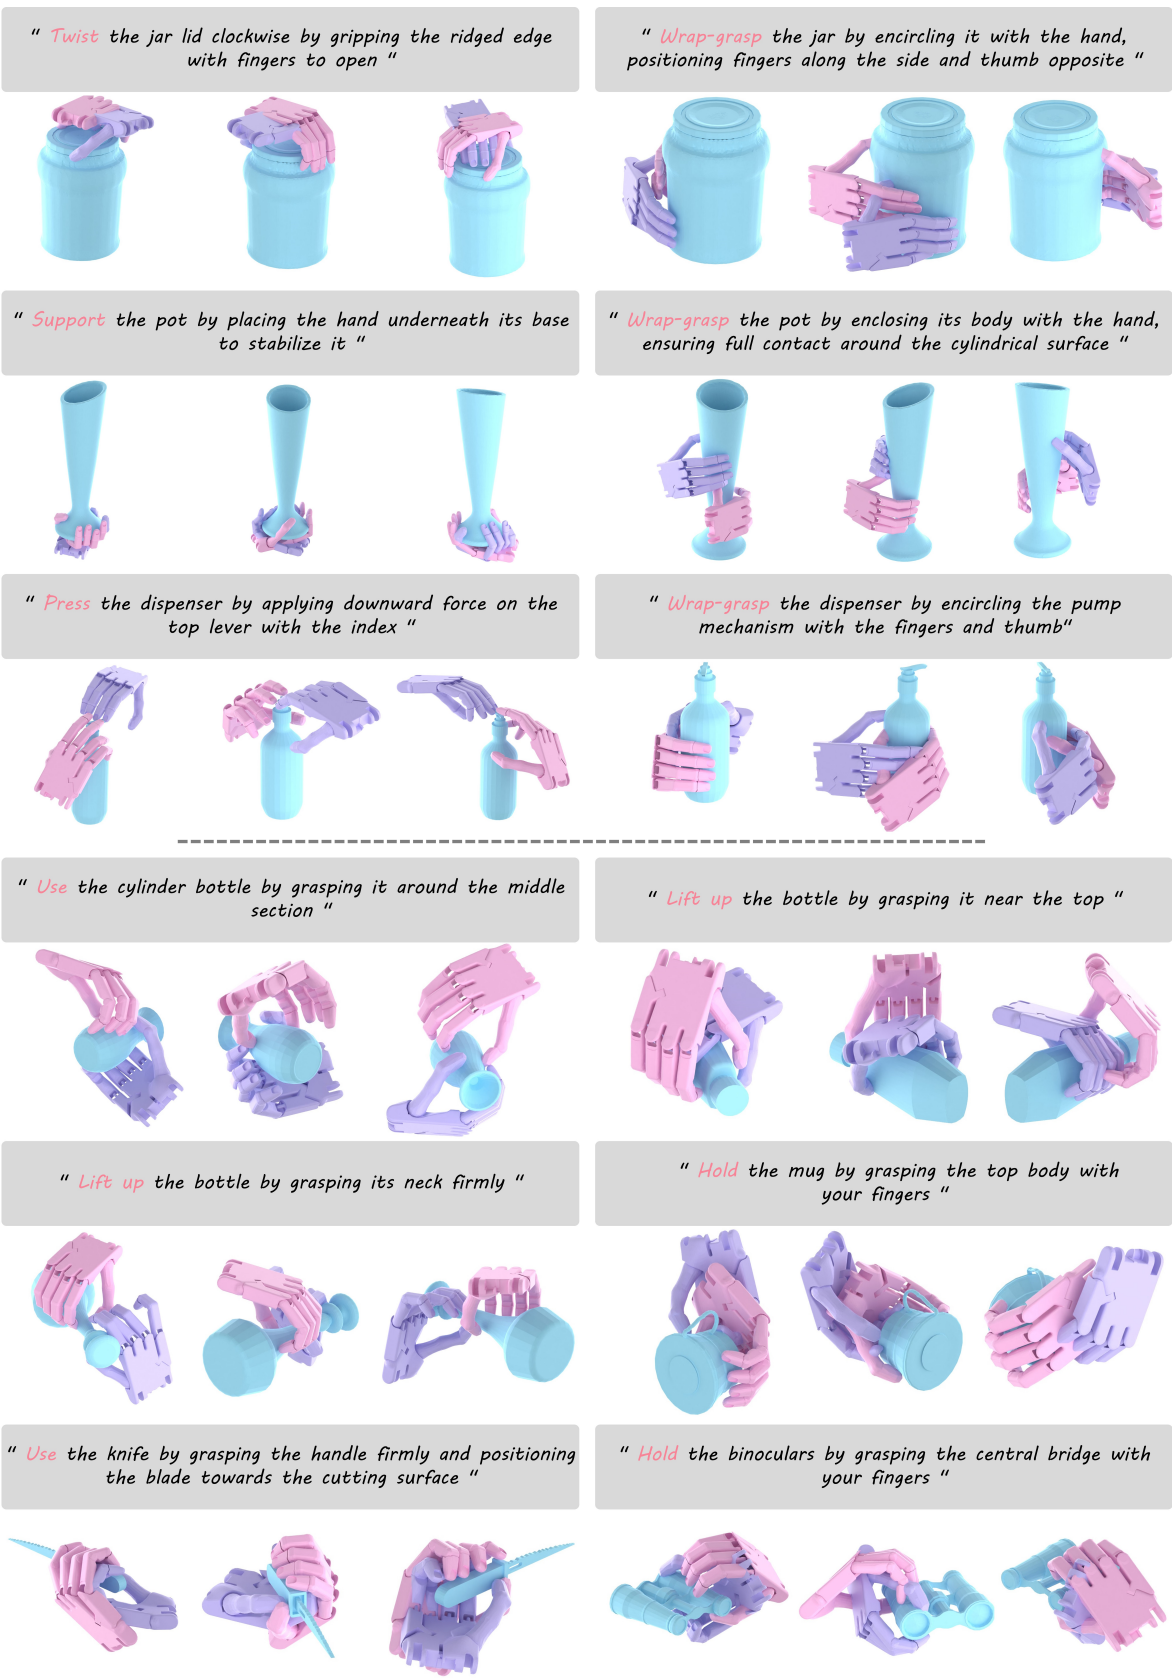 “ Twist the jar lid clockwise by gripping the ridged edge
with fingers to open “
“ Wrap-grasp the jar by encircling it with the hand,
positioning fingers along the side and thumb opposite “
“ Support the pot by placing the hand underneath its base
to stabilize it “
“ Wrap-grasp the pot by enclosing its body with the hand,
ensuring full contact around the cylindrical surface “
“ Press the dispenser by applying downward force on the
top lever with the index “
“ Wrap-grasp the dispenser by encircling the pump
mechanism with the fingers and thumb“
“ Use the cylinder bottle by grasping it around the middle
section “
“ Lift up the bottle by grasping it near the top “
“ Lift up the bottle by grasping its neck firmly “
“ Hold the mug by grasping the top body with
your fingers “
“ Use the knife by grasping the handle firmly and positioning
the blade towards the cutting surface “
“ Hold the binoculars by grasping the central bridge with
your fingers “